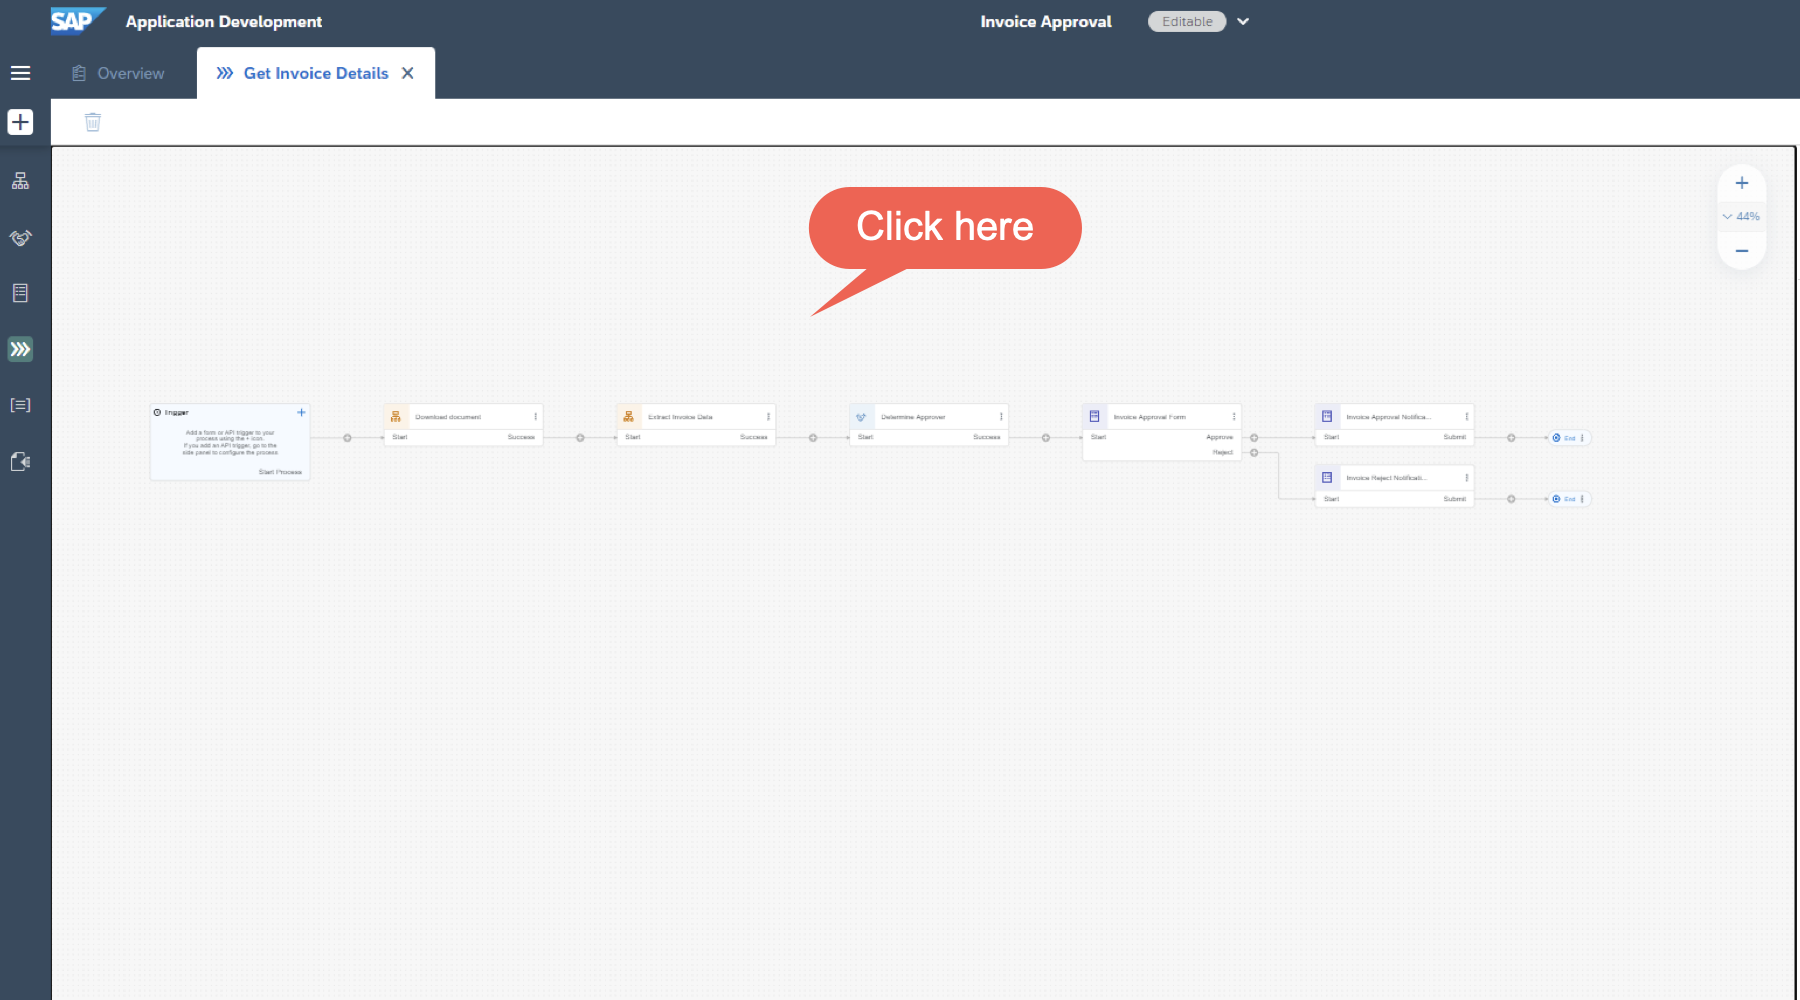 SAP Application Development
Invoice Approval
Editable
Overview
Get Invoice Details
Click here
44%
Trigger
Add a form or API trigger to your
process using the + icon.
If you add an API trigger, go to the
side panel to configure the process
Start Process
Download document
Start Success
Extract Invoice Data
Start Success
Determine Approver
Start Success
Invoice Approval Form
Start Approve
Reject
Invoice Approval Notifica...
Start Submit
End
Invoice Reject Notificati...
Start Submit
End